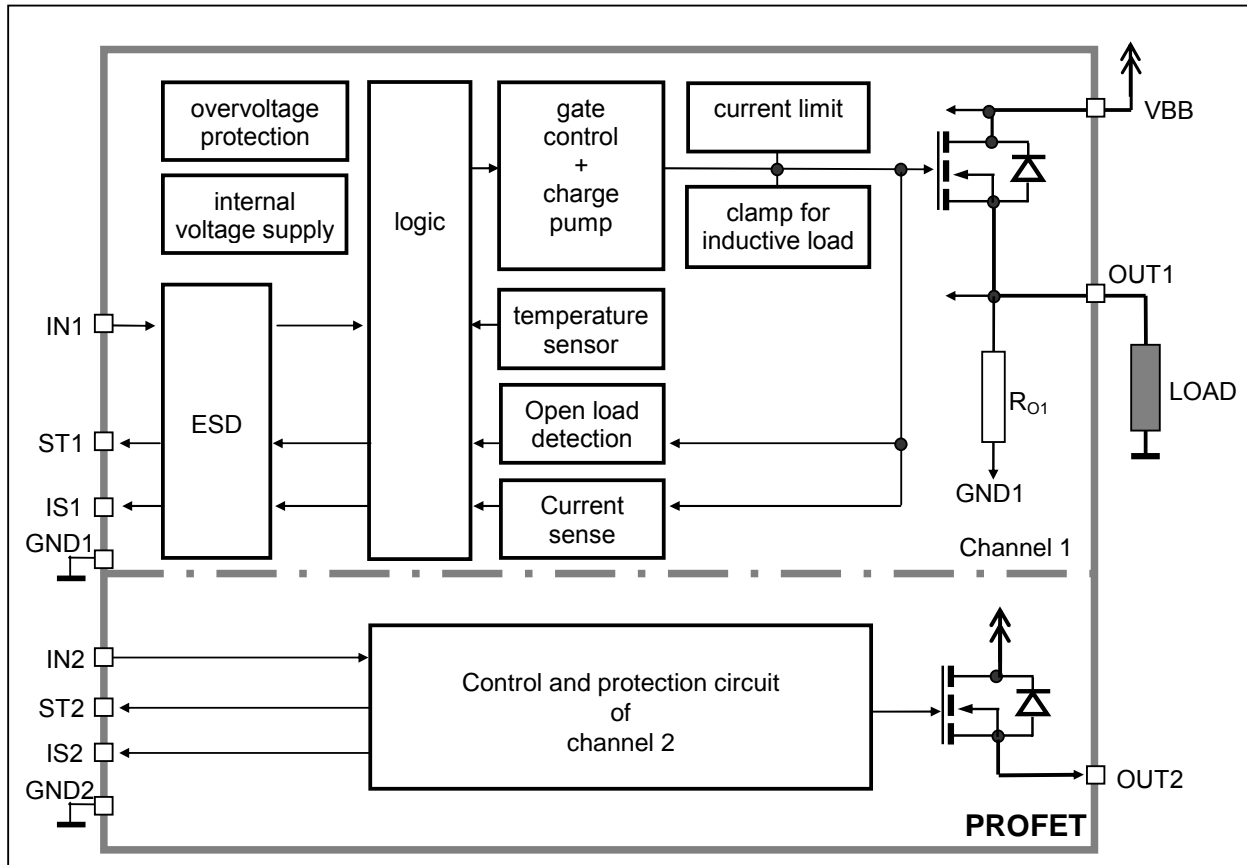 overvoltage
protection
internal
voltage supply
logic
gate
control
+
charge
pump
current limit
clamp for
inductive load
VBB
OUT1
IN1
ESD
temperature
sensor
LOAD
RO1
ST1
Open load
detection
GND1
IS1
Current
sense
GND1
Channel 1
IN2
ST2
IS2
GND2
Control and protection circuit
of
channel 2
OUT2
PROFET